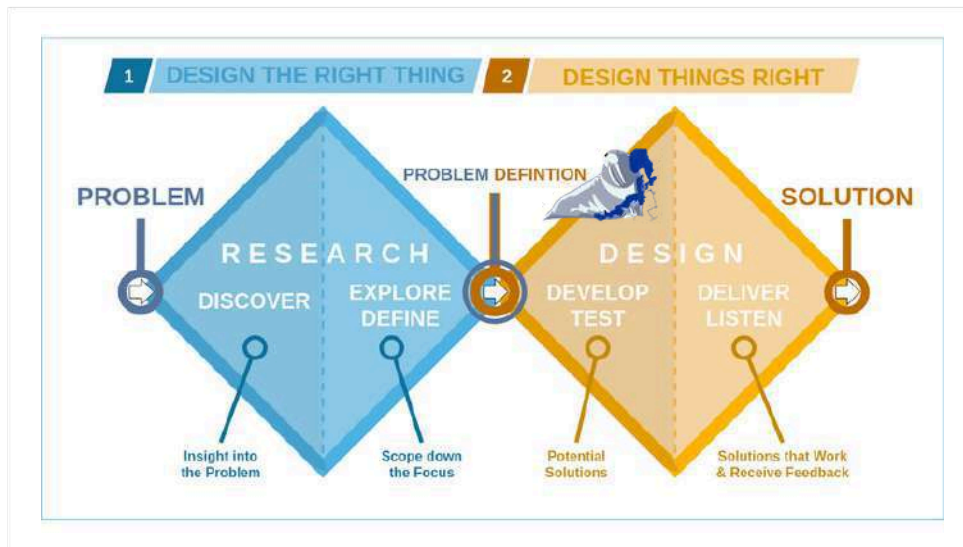 1 DESIGN THE RIGHT THING 2 DESIGN THINGS RIGHT
PROBLEM DEFINTION
PROBLEM
SOLUTION
RESEARCH
DESIGN
DISCOVER
EXPLORE
DEFINE
DEVELOP
TEST
DELIVER
LISTEN
Insight into
the Problem
Scope down
the Focus
Potential
Solutions
Solutions that Work
& Receive Feedback